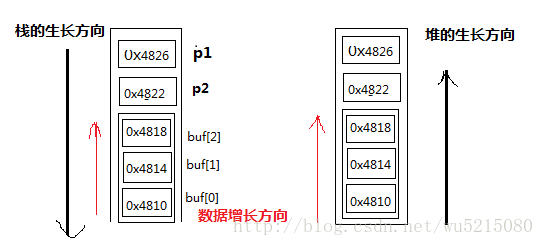 栈的生长方向
0x4826
p1
0x4822
p2
0x4818
buf[2]
0x4814
buf[1]
0x4810
buf[0]
数据增长方向
堆的生长方向
0x4826
0x4822
0x4818
0x4814
0x4810
http://blog.csdn.net/wu5215080